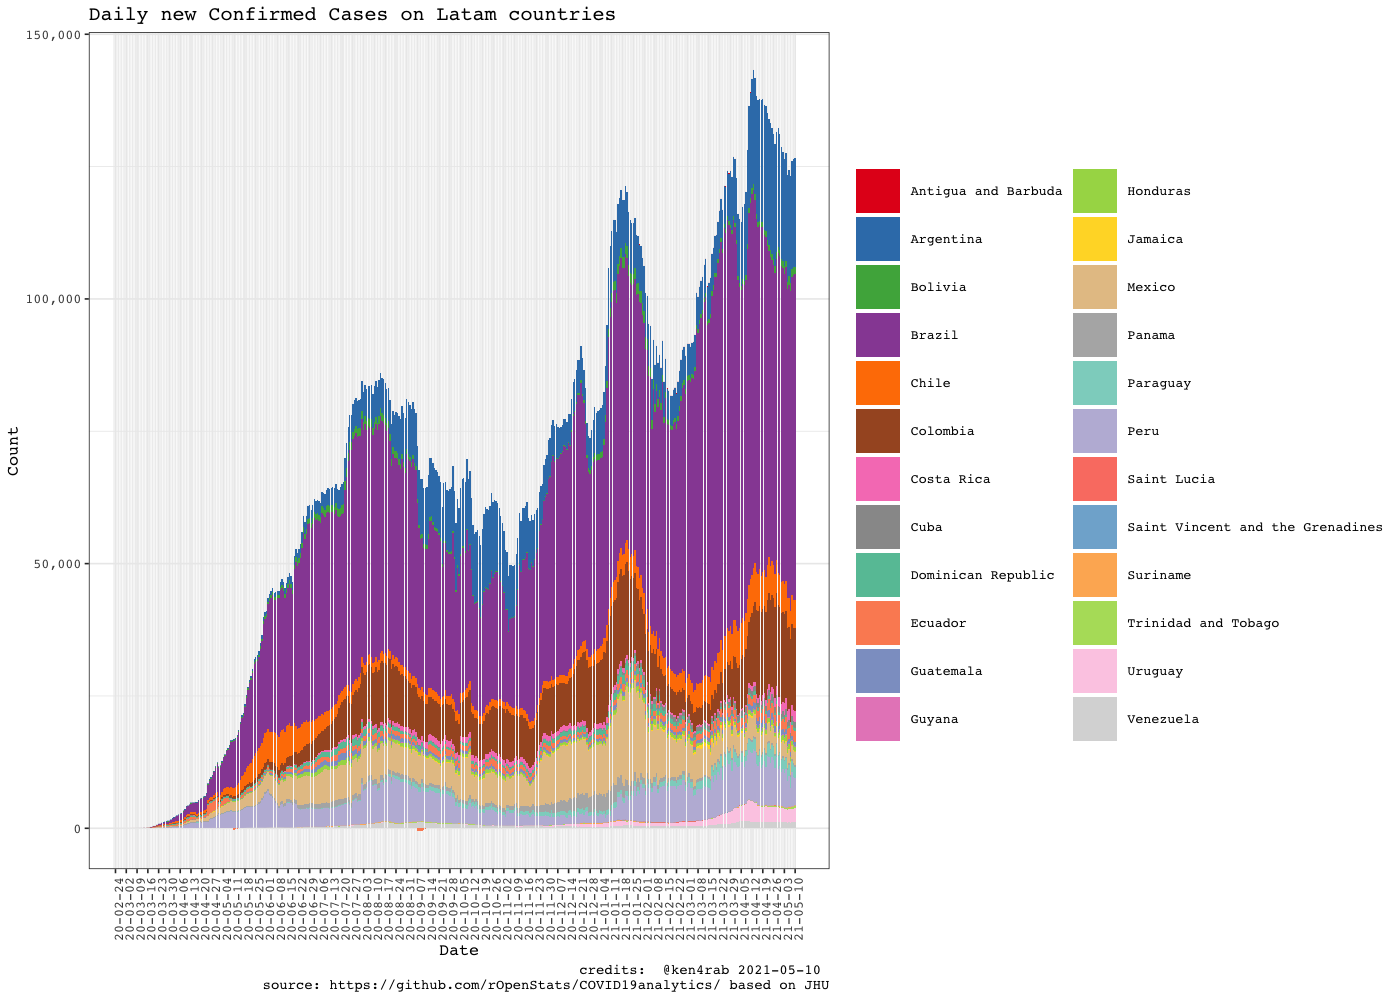 Daily new Confirmed Cases on Latam countries
150,000
100,000
50,000
0
Count
20-02-24
20-03-02
20-03-09
20-03-16
20-03-23
20-03-30
20-04-06
20-04-13
20-04-20
20-04-27
20-05-04
20-05-11
20-05-18
20-05-25
20-06-01
20-06-08
20-06-15
20-06-22
20-06-29
20-07-06
20-07-13
20-07-20
20-07-27
20-08-03
20-08-10
20-08-17
20-08-24
20-08-31
20-09-07
20-09-14
20-09-21
20-09-28
20-10-05
20-10-12
20-10-19
20-10-26
20-11-02
20-11-09
20-11-16
20-11-23
20-11-30
20-12-07
20-12-14
20-12-21
20-12-28
21-01-04
21-01-11
21-01-18
21-01-25
21-02-01
21-02-08
21-02-15
21-02-22
21-03-01
21-03-08
21-03-15
21-03-22
21-03-29
21-04-05
21-04-12
21-04-19
21-04-26
21-05-03
21-05-10
Date
Antigua and Barbuda
Argentina
Bolivia
Brazil
Chile
Colombia
Costa Rica
Cuba
Dominican Republic
Ecuador
Guatemala
Guyana
Honduras
Jamaica
Mexico
Panama
Paraguay
Peru
Saint Lucia
Saint Vincent and the Grenadines
Suriname
Trinidad and Tobago
Uruguay
Venezuela
credits:  @ken4rab 2021-05-10
source: https://github.com/rOpenStats/COVID19analytics/ based on JHU